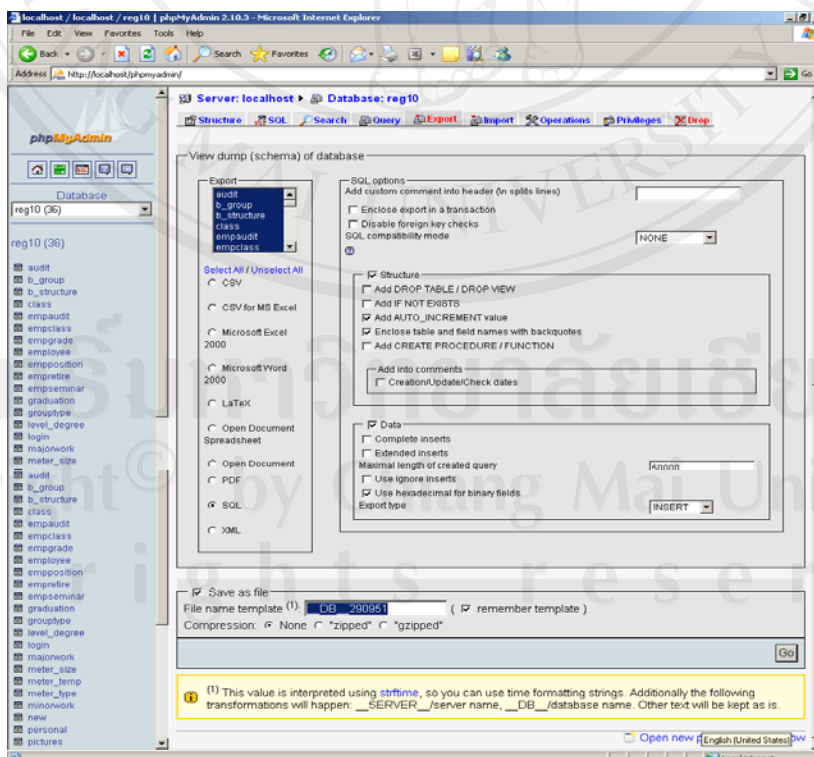 localhost / localhost / reg10 | phpMyAdmin 2.10.3 - Microsoft Internet Explorer
File Edit View Favorites Tools Help
Back Search Favorites
Address http://localhost/phpmyadmin/ Go
phpMyAdmin
Database
reg10 (36)
reg10 (36)
audit
b_group
b_structure
class
empaudit
empclass
empgrade
employee
empposition
empretire
empseminar
graduation
grouptype
level_degree
login
majorwork
meter_size
audit
b_group
b_structure
class
empaudit
empclass
empgrade
employee
empposition
empretire
empseminar
graduation
grouptype
level_degree
login
majorwork
meter_size
meter_temp
meter_type
minorwork
new
personal
pictures
Server: localhost Database: reg10
Structure SQL Search Query Export Import Operations Privileges Drop
View dump (schema) of database
Export
audit
b_group
b_structure
class
empaudit
empclass
Select All / Unselect All
CSV
CSV for MS Excel
Microsoft Excel
2000
Microsoft Word
2000
LaTeX
Open Document
Spreadsheet
Open Document
PDF
SQL
XML
SQL options
Add custom comment into header (\n splits lines)
Enclose export in a transaction
Disable foreign key checks
SQL compatibility mode NONE
Structure
Add DROP TABLE / DROP VIEW
Add IF NOT EXISTS
Add AUTO_INCREMENT value
Enclose table and field names with backquotes
Add CREATE PROCEDURE / FUNCTION
Add into comments
Creation/Update/Check dates
Data
Complete inserts
Extended inserts
Maximal length of created query 50000
Use ignore inserts
Use hexadecimal for binary fields
Export type INSERT
Save as file
File name template (1): __DB__290951 ( remember template )
Compression: None "zipped" "gzipped"
Go
(1) This value is interpreted using strftime, so you can use time formatting strings. Additionally the following
transformations will happen: __SERVER__/server name, __DB__/database name. Other text will be kept as is.
Open new
English (United States)